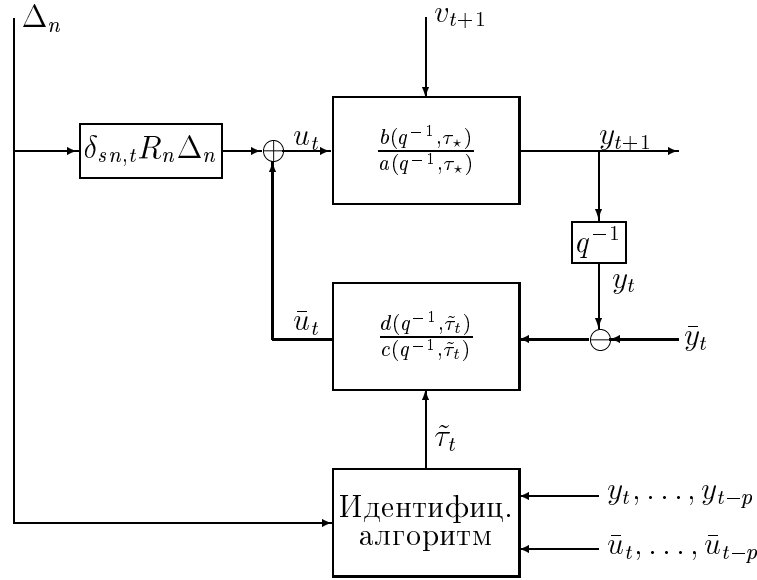 Δ_n
v_{t+1}
δ_{sn,t} R_n Δ_n
u_t
b(q^{-1},τ_⋆)
a(q^{-1},τ_⋆)
y_{t+1}
q^{-1}
y_t
ū_t
d(q^{-1},τ̃_t)
c(q^{-1},τ̃_t)
ȳ_t
τ̃_t
Идентифиц.
алгоритм
y_t, . . . , y_{t-p}
ū_t, . . . , ū_{t-p}